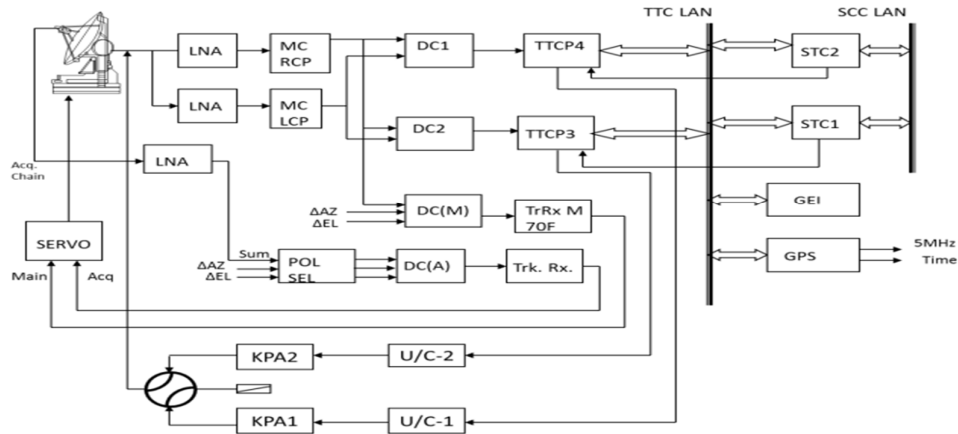 TTC LAN
SCC LAN
LNA
MC
RCP
DC1
TTCP4
STC2
LNA
MC
LCP
DC2
TTCP3
STC1
Acq.
Chain
LNA
ΔAZ
ΔEL
DC(M)
TrRx M
70F
GEI
SERVO
Sum
ΔAZ
ΔEL
POL
SEL
DC(A)
Trk. Rx.
GPS
5MHz
Time
Main
Acq
KPA2
U/C-2
KPA1
U/C-1